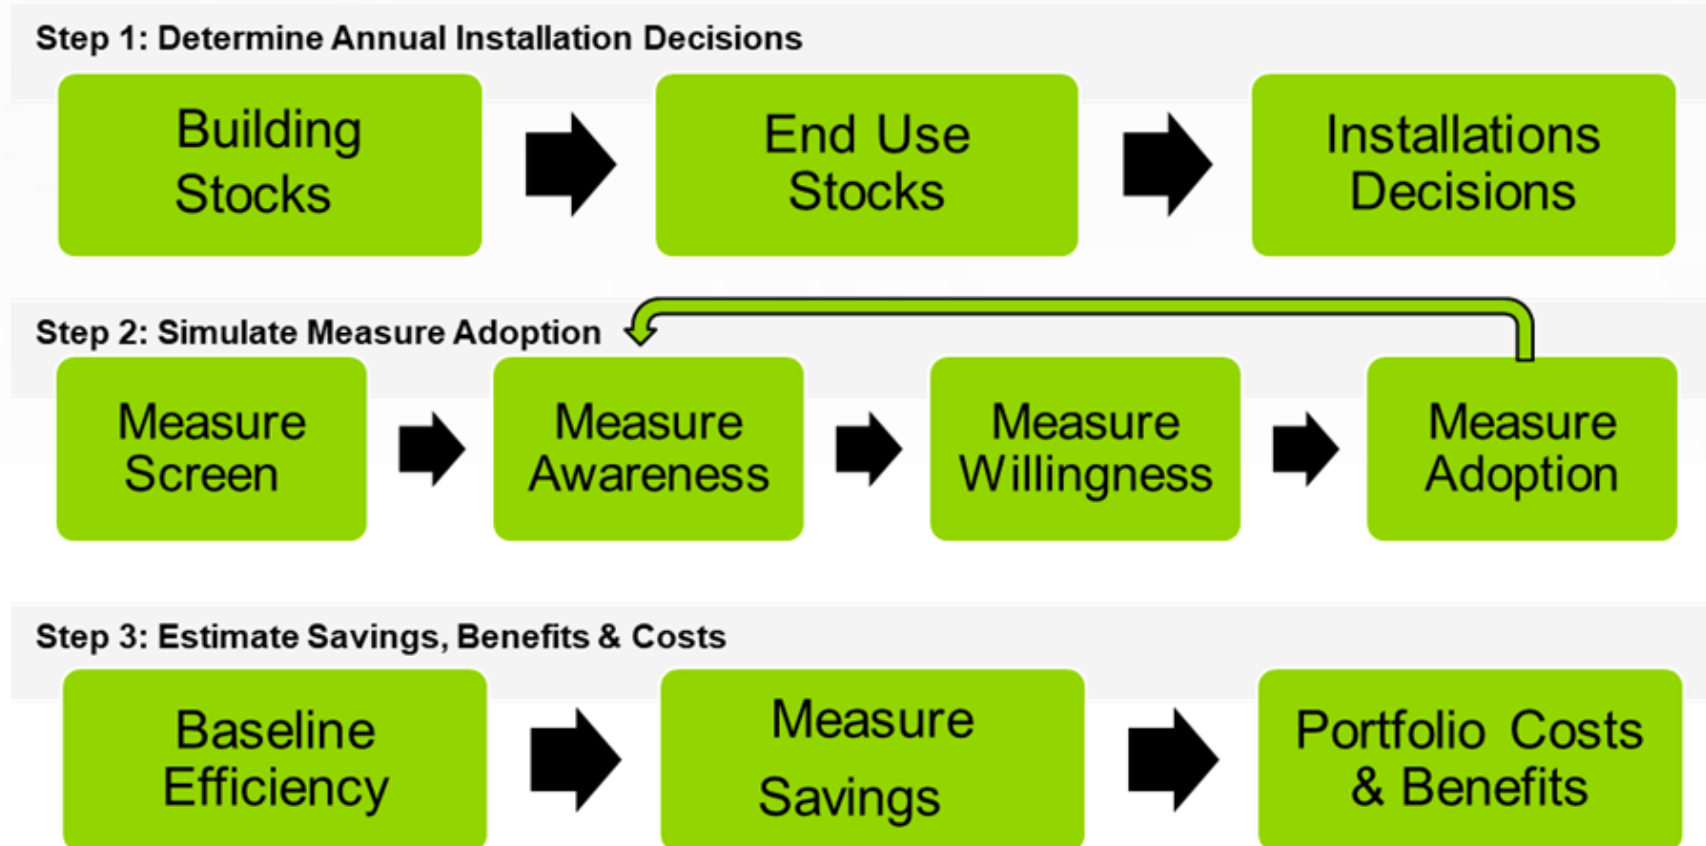 Step 1: Determine Annual Installation Decisions
Building
Stocks
End Use
Stocks
Installations
Decisions
Step 2: Simulate Measure Adoption
Measure
Screen
Measure
Awareness
Measure
Willingness
Measure
Adoption
Step 3: Estimate Savings, Benefits & Costs
Baseline
Efficiency
Measure
Savings
Portfolio Costs
& Benefits